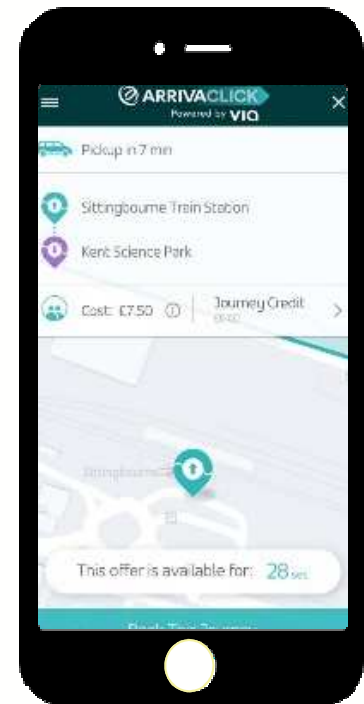 ARRIVACLICK
Powered by VIA
Pickup in 7 min
Sittingbourne Train Station
Kent Science Park
Cost: £7.50
Journey Credit
Sittingbourne
This offer is available for: 28 sec